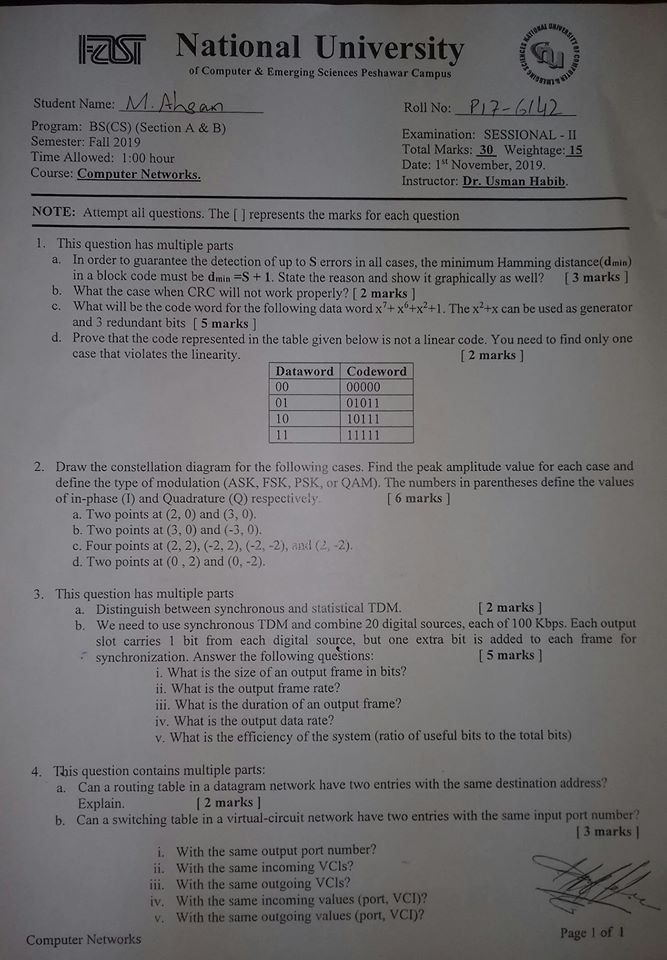 FAST National University
of Computer & Emerging Sciences Peshawar Campus
Student Name: M. Ahsan
Roll No: P17-6142
Program: BS(CS) (Section A & B)
Semester: Fall 2019
Time Allowed: 1:00 hour
Course: Computer Networks.
Examination: SESSIONAL - II
Total Marks: 30 Weightage: 15
Date: 1st November, 2019.
Instructor: Dr. Usman Habib.
NOTE: Attempt all questions. The [ ] represents the marks for each question
1. This question has multiple parts
a. In order to guarantee the detection of up to S errors in all cases, the minimum Hamming distance(dmin)
in a block code must be dmin =S + 1. State the reason and show it graphically as well? [ 3 marks ]
b. What the case when CRC will not work properly? [ 2 marks ]
c. What will be the code word for the following data word x⁷+ x⁶+x²+1. The x²+x can be used as generator
and 3 redundant bits [ 5 marks ]
d. Prove that the code represented in the table given below is not a linear code. You need to find only one
case that violates the linearity. [ 2 marks ]
Dataword Codeword
00 00000
01 01011
10 10111
11 11111
2. Draw the constellation diagram for the following cases. Find the peak amplitude value for each case and
define the type of modulation (ASK, FSK, PSK, or QAM). The numbers in parentheses define the values
of in-phase (I) and Quadrature (Q) respectively. [ 6 marks ]
a. Two points at (2, 0) and (3, 0).
b. Two points at (3, 0) and (-3, 0).
c. Four points at (2, 2), (-2, 2), (-2, -2), and (2, -2).
d. Two points at (0 , 2) and (0, -2).
3. This question has multiple parts
a. Distinguish between synchronous and statistical TDM. [ 2 marks ]
b. We need to use synchronous TDM and combine 20 digital sources, each of 100 Kbps. Each output
slot carries 1 bit from each digital source, but one extra bit is added to each frame for
synchronization. Answer the following questions: [ 5 marks ]
i. What is the size of an output frame in bits?
ii. What is the output frame rate?
iii. What is the duration of an output frame?
iv. What is the output data rate?
v. What is the efficiency of the system (ratio of useful bits to the total bits)
4. This question contains multiple parts:
a. Can a routing table in a datagram network have two entries with the same destination address?
Explain. [ 2 marks ]
b. Can a switching table in a virtual-circuit network have two entries with the same input port number?
[ 3 marks ]
i. With the same output port number?
ii. With the same incoming VCIs?
iii. With the same outgoing VCIs?
iv. With the same incoming values (port, VCI)?
v. With the same outgoing values (port, VCI)?
Computer Networks
Page 1 of 1